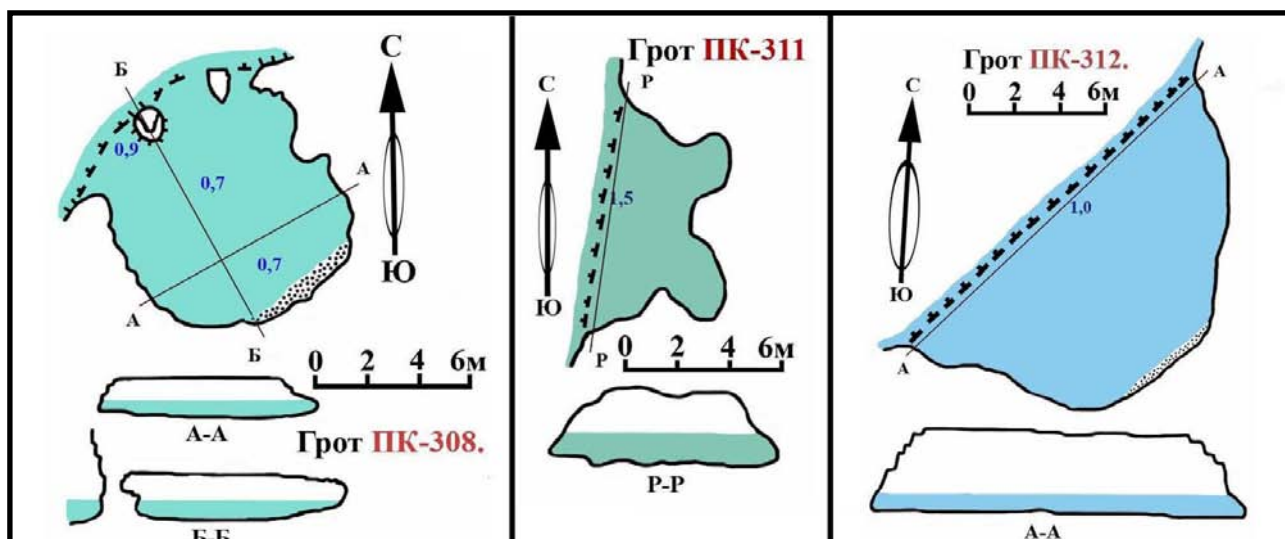 С
Б
0,9
0,7
А
0,7
А
Ю
Б
0 2 4 6м
А-А
Грот ПК-308.
Б-Б
Грот ПК-311
С
Р
1,5
Ю
Р
0 2 4 6м
Р-Р
Грот ПК-312.
0 2 4 6м
С
А
1,0
Ю
А
А-А